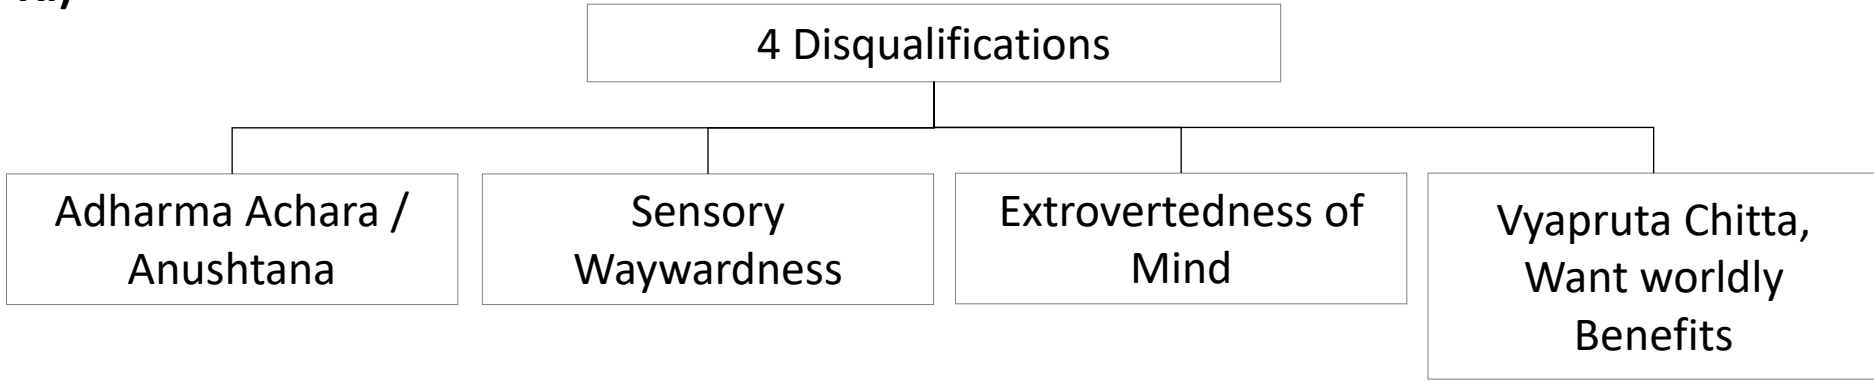 4 Disqualifications
Adharma Achara /
Anushtana
Sensory
Waywardness
Extrovertedness of
Mind
Vyapruta Chitta,
Want worldly
Benefits